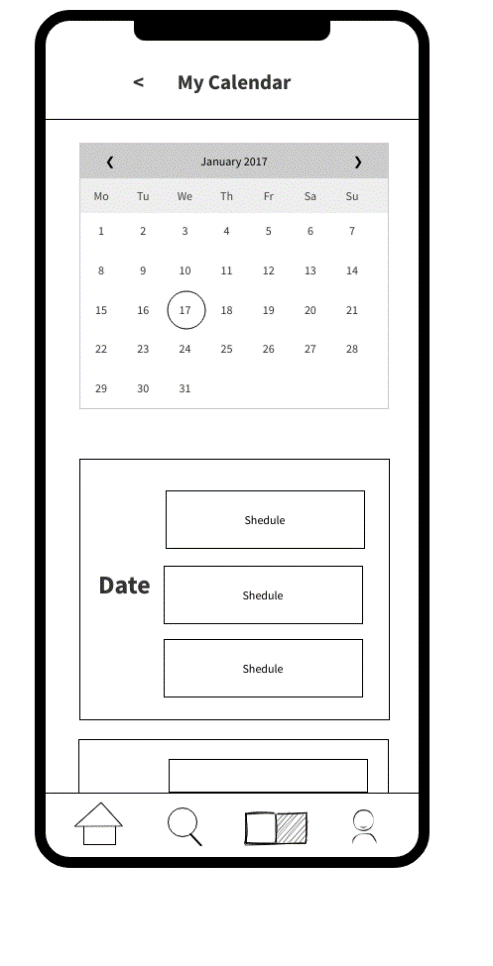 < My Calendar
❮ January 2017 ❯
Mo Tu We Th Fr Sa Su
1 2 3 4 5 6 7
8 9 10 11 12 13 14
15 16 17 18 19 20 21
22 23 24 25 26 27 28
29 30 31
Shedule
Date
Shedule
Shedule